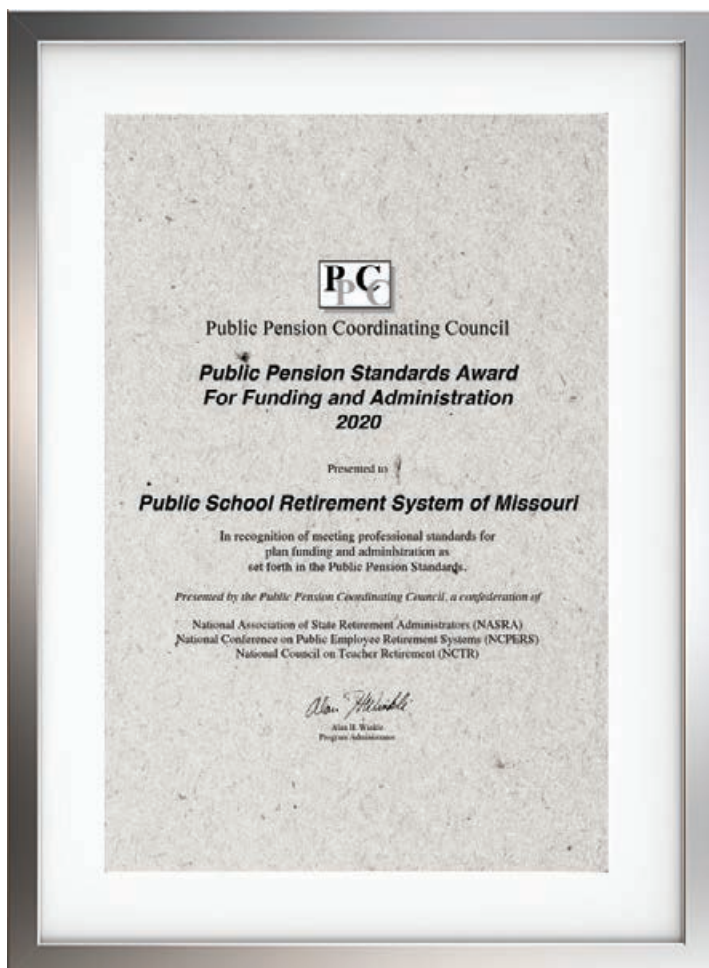 PPCC
Public Pension Coordinating Council
Public Pension Standards Award
For Funding and Administration
2020
Presented to
Public School Retirement System of Missouri
In recognition of meeting professional standards for
plan funding and administration as
set forth in the Public Pension Standards.
Presented by the Public Pension Coordinating Council, a confederation of
National Association of State Retirement Administrators (NASRA)
National Conference on Public Employee Retirement Systems (NCPERS)
National Council on Teacher Retirement (NCTR)
Alan H. Winkle
Alan H. Winkle
Program Administrator